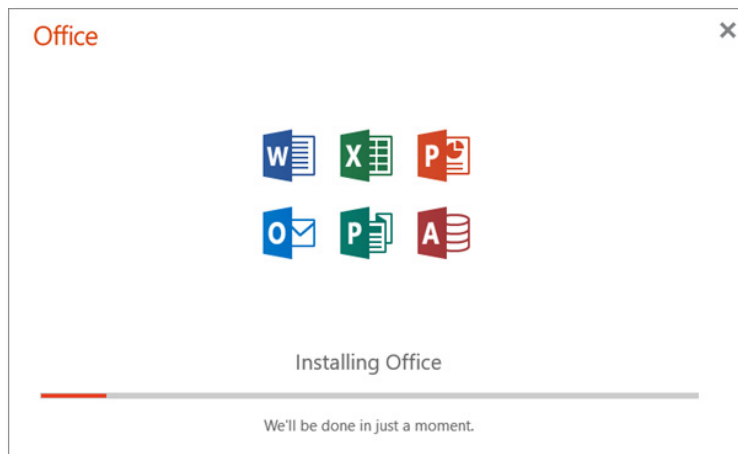 Office
W X P
O P A
Installing Office
We'll be done in just a moment.